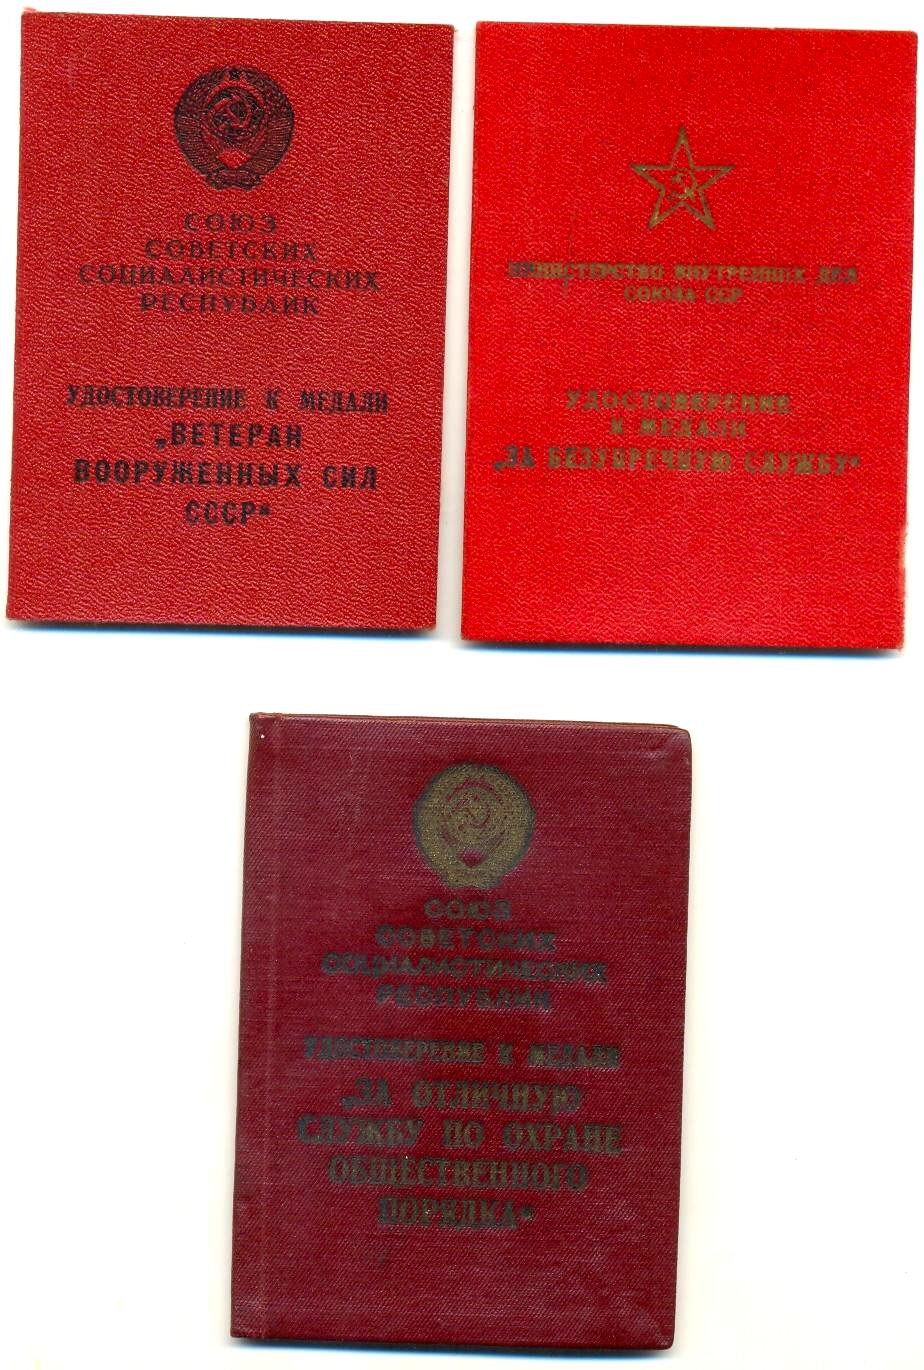 СОЮЗ
СОВЕТСКИХ
СОЦИАЛИСТИЧЕСКИХ
РЕСПУБЛИК
УДОСТОВЕРЕНИЕ К МЕДАЛИ
„ВЕТЕРАН
ВООРУЖЕННЫХ СИЛ
СССР“
МИНИСТЕРСТВО ВНУТРЕННИХ ДЕЛ
СОЮЗА ССР
УДОСТОВЕРЕНИЕ
К МЕДАЛИ
„ЗА БЕЗУПРЕЧНУЮ СЛУЖБУ“
СОЮЗ
СОВЕТСКИХ
СОЦИАЛИСТИЧЕСКИХ
РЕСПУБЛИК
УДОСТОВЕРЕНИЕ К МЕДАЛИ
„ЗА ОТЛИЧНУЮ
СЛУЖБУ ПО ОХРАНЕ
ОБЩЕСТВЕННОГО
ПОРЯДКА“